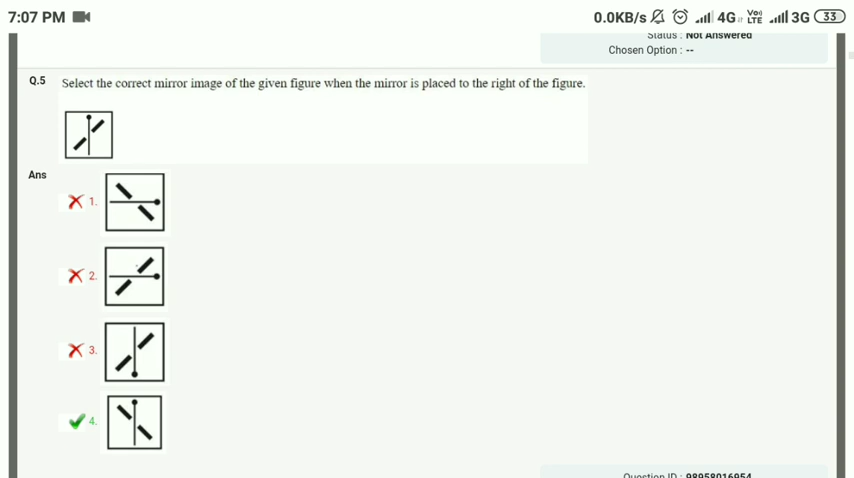 7:07 PM
0.0KB/s 4G VoLTE 3G 33
Status : Not Answered
Chosen Option : --
Q.5 Select the correct mirror image of the given figure when the mirror is placed to the right of the figure.
Ans
1.
2.
3.
4.
Question ID : 98958016954